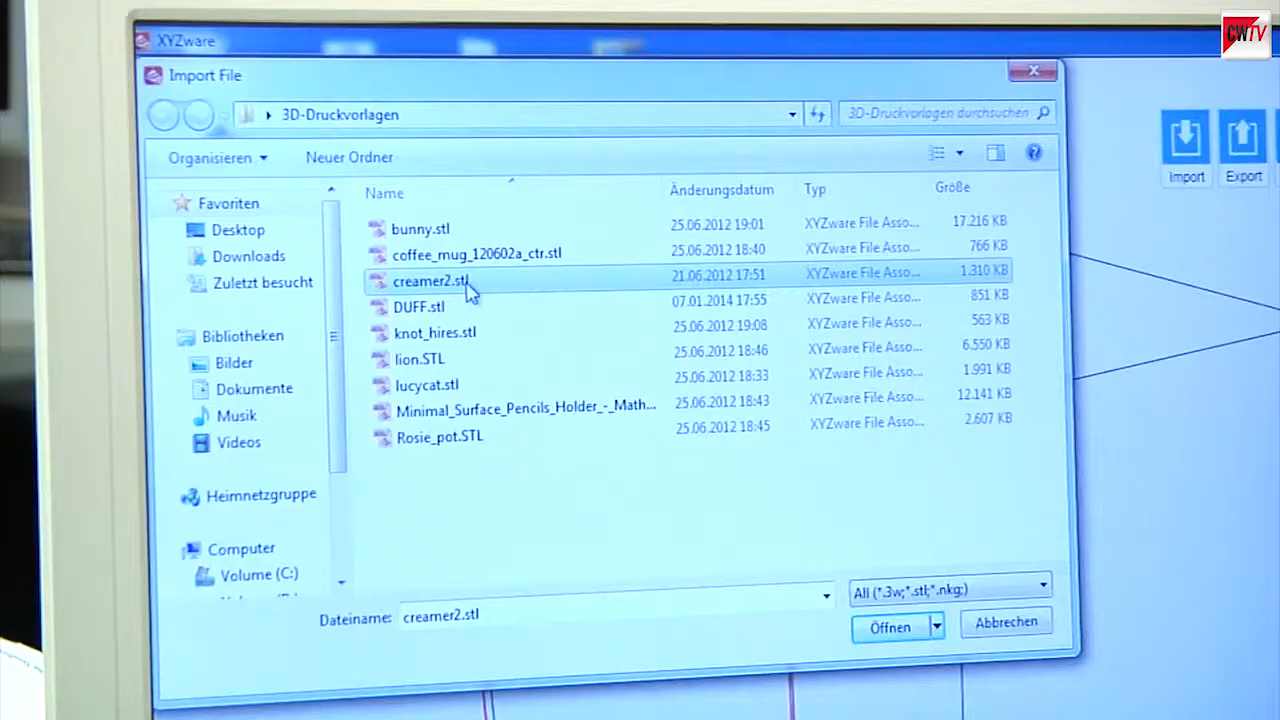 CWTV
XYZware
Import File
3D-Druckvorlagen
3D-Druckvorlagen durchsuchen
Organisieren
Neuer Ordner
Import
Export
Name
Änderungsdatum
Typ
Größe
Favoriten
Desktop
Downloads
Zuletzt besucht
Bibliotheken
Bilder
Dokumente
Musik
Videos
Heimnetzgruppe
Computer
Volume (C:)
bunny.stl 25.06.2012 19:01 XYZware File Asso... 17.216 KB
coffee_mug_120602a_ctr.stl 25.06.2012 18:40 XYZware File Asso... 766 KB
creamer2.stl 21.06.2012 17:51 XYZware File Asso... 1.310 KB
DUFF.stl 07.01.2014 17:55 XYZware File Asso... 851 KB
knot_hires.stl 25.06.2012 19:08 XYZware File Asso... 563 KB
lion.STL 25.06.2012 18:46 XYZware File Asso... 6.550 KB
lucycat.stl 25.06.2012 18:33 XYZware File Asso... 1.991 KB
Minimal_Surface_Pencils_Holder_-_Math... 25.06.2012 18:43 XYZware File Asso... 12.141 KB
Rosie_pot.STL 25.06.2012 18:45 XYZware File Asso... 2.607 KB
Dateiname: creamer2.stl
All (*.3w;*.stl;*.nkg;)
Öffnen
Abbrechen